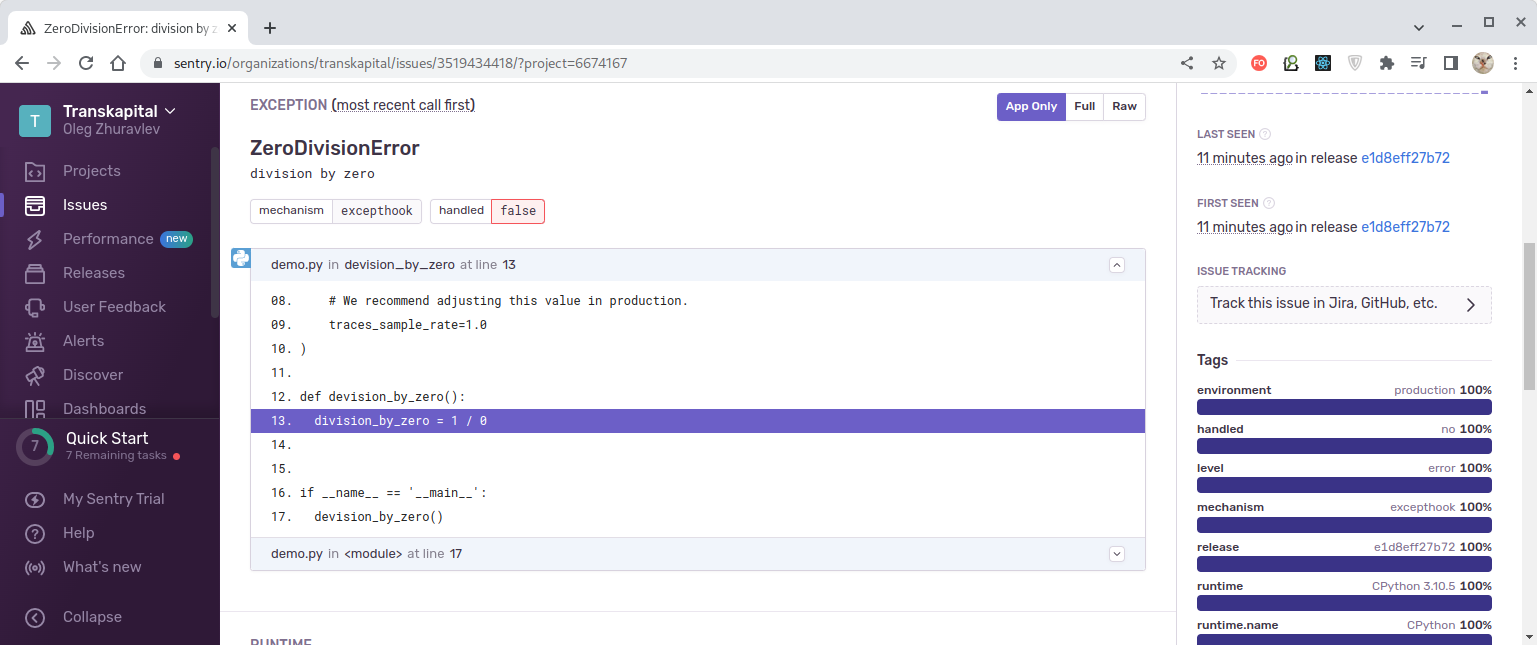 ZeroDivisionError: division by z
sentry.io/organizations/transkapital/issues/3519434418/?project=6674167
FO
T
Transkapital
Oleg Zhuravlev
Projects
Issues
Performance new
Releases
User Feedback
Alerts
Discover
Dashboards
7
Quick Start
7 Remaining tasks
My Sentry Trial
Help
What's new
Collapse
EXCEPTION (most recent call first)
App Only Full Raw
ZeroDivisionError
division by zero
mechanism excepthook handled false
demo.py in devision_by_zero at line 13
08. # We recommend adjusting this value in production.
09. traces_sample_rate=1.0
10. )
11.
12. def devision_by_zero():
13. division_by_zero = 1 / 0
14.
15.
16. if __name__ == '__main__':
17. devision_by_zero()
demo.py in <module> at line 17
RUNTIME
LAST SEEN ?
11 minutes ago in release e1d8eff27b72
FIRST SEEN ?
11 minutes ago in release e1d8eff27b72
ISSUE TRACKING
Track this issue in Jira, GitHub, etc.
Tags
environment production 100%
handled no 100%
level error 100%
mechanism excepthook 100%
release e1d8eff27b72 100%
runtime CPython 3.10.5 100%
runtime.name CPython 100%